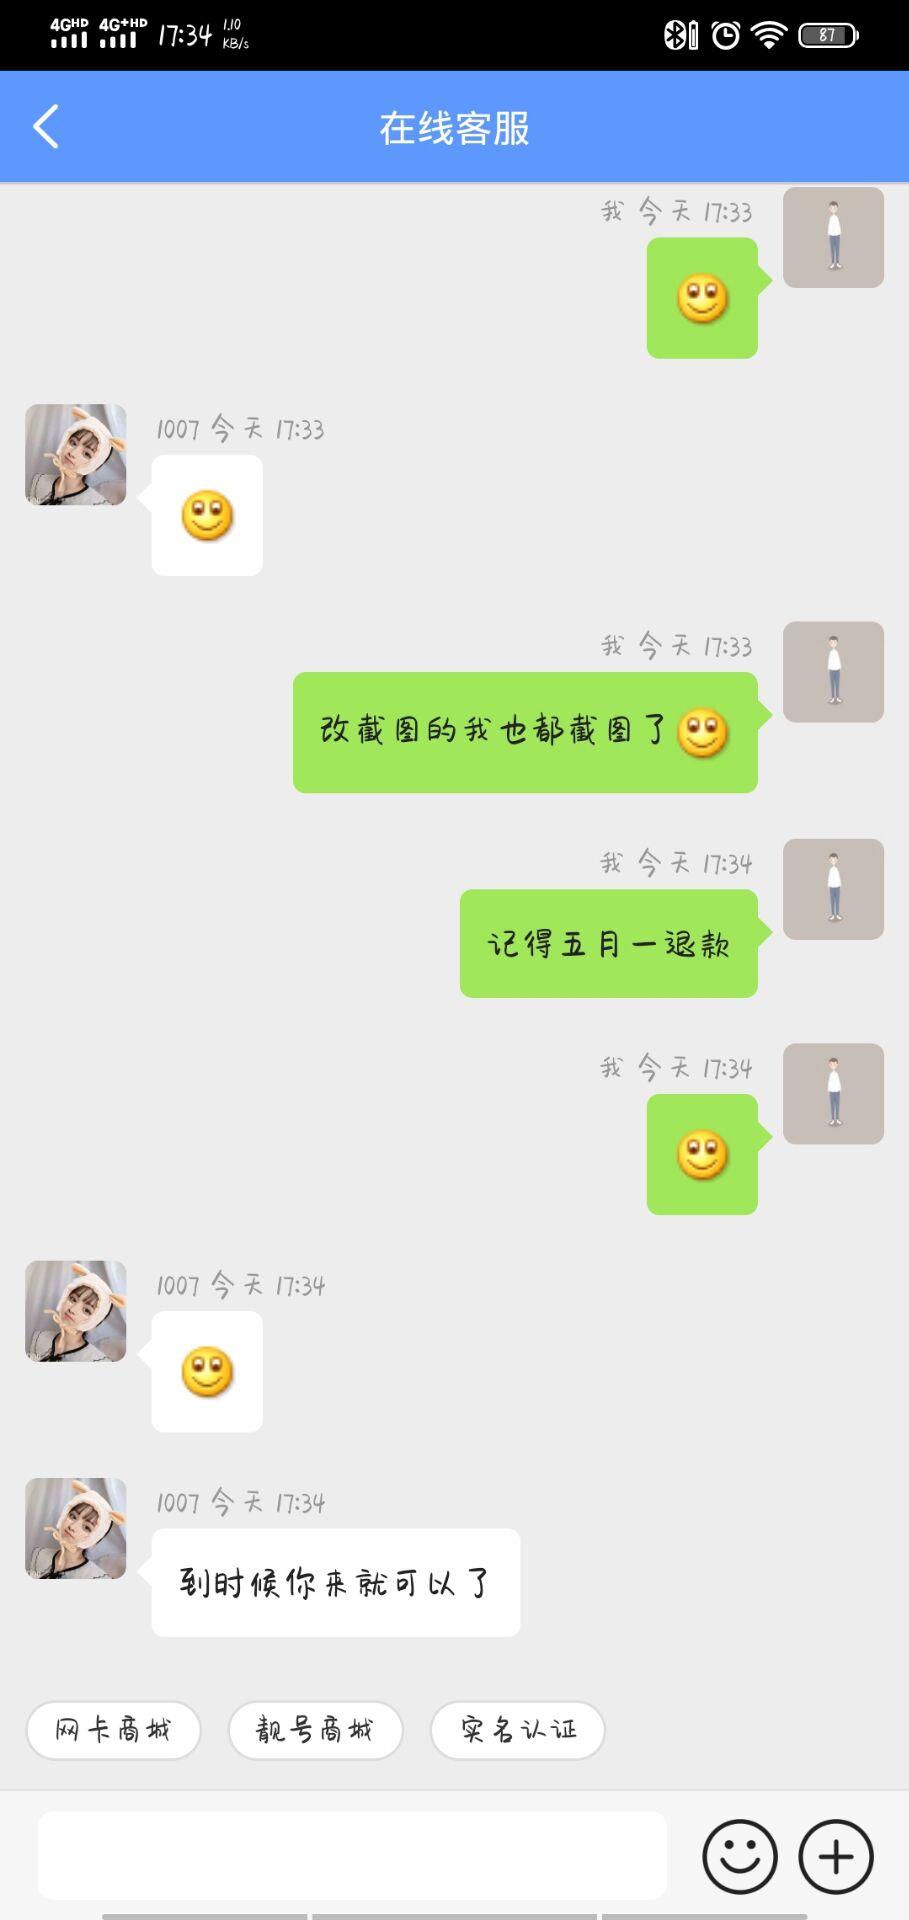 4GHD 4G+HD 17:34 1.10 KB/s 87
在线客服
我 今天 17:33
1007 今天 17:33
我 今天 17:33
改截图的我也都截图了
我 今天 17:34
记得五月一退款
我 今天 17:34
1007 今天 17:34
1007 今天 17:34
到时候你来就可以了
网卡商城 靓号商城 实名认证